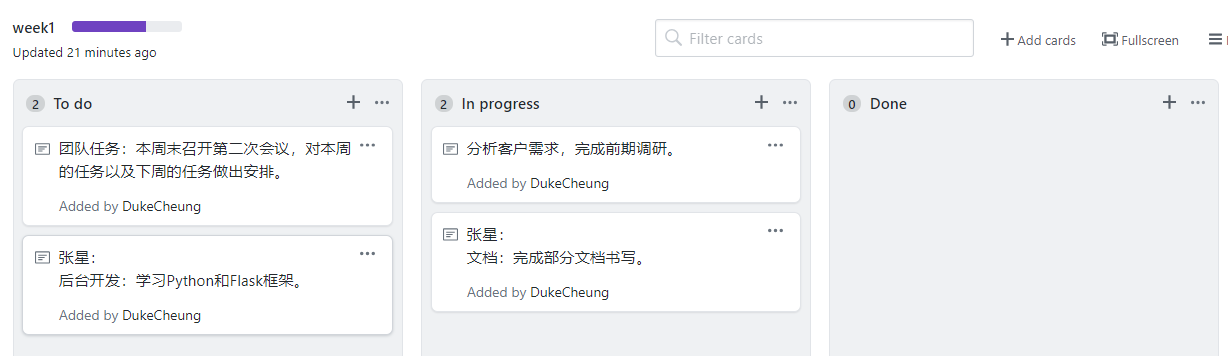 week1
Updated 21 minutes ago
Filter cards
Add cards
Fullscreen
2 To do
团队任务：本周末召开第二次会议，对本周
的任务以及下周的任务做出安排。
Added by DukeCheung
张星：
后台开发：学习Python和Flask框架。
Added by DukeCheung
2 In progress
分析客户需求，完成前期调研。
Added by DukeCheung
张星：
文档：完成部分文档书写。
Added by DukeCheung
0 Done